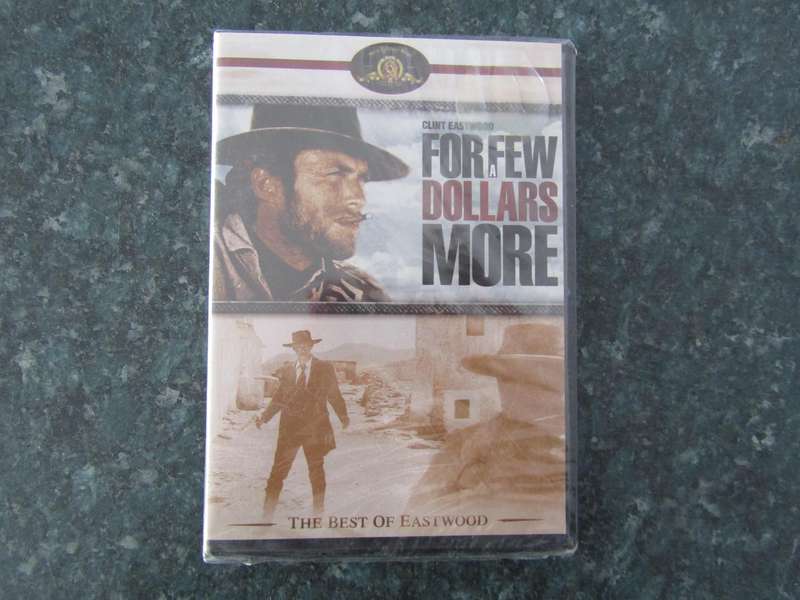 CLINT EASTWOOD
FOR A FEW
DOLLARS
MORE
THE BEST OF EASTWOOD